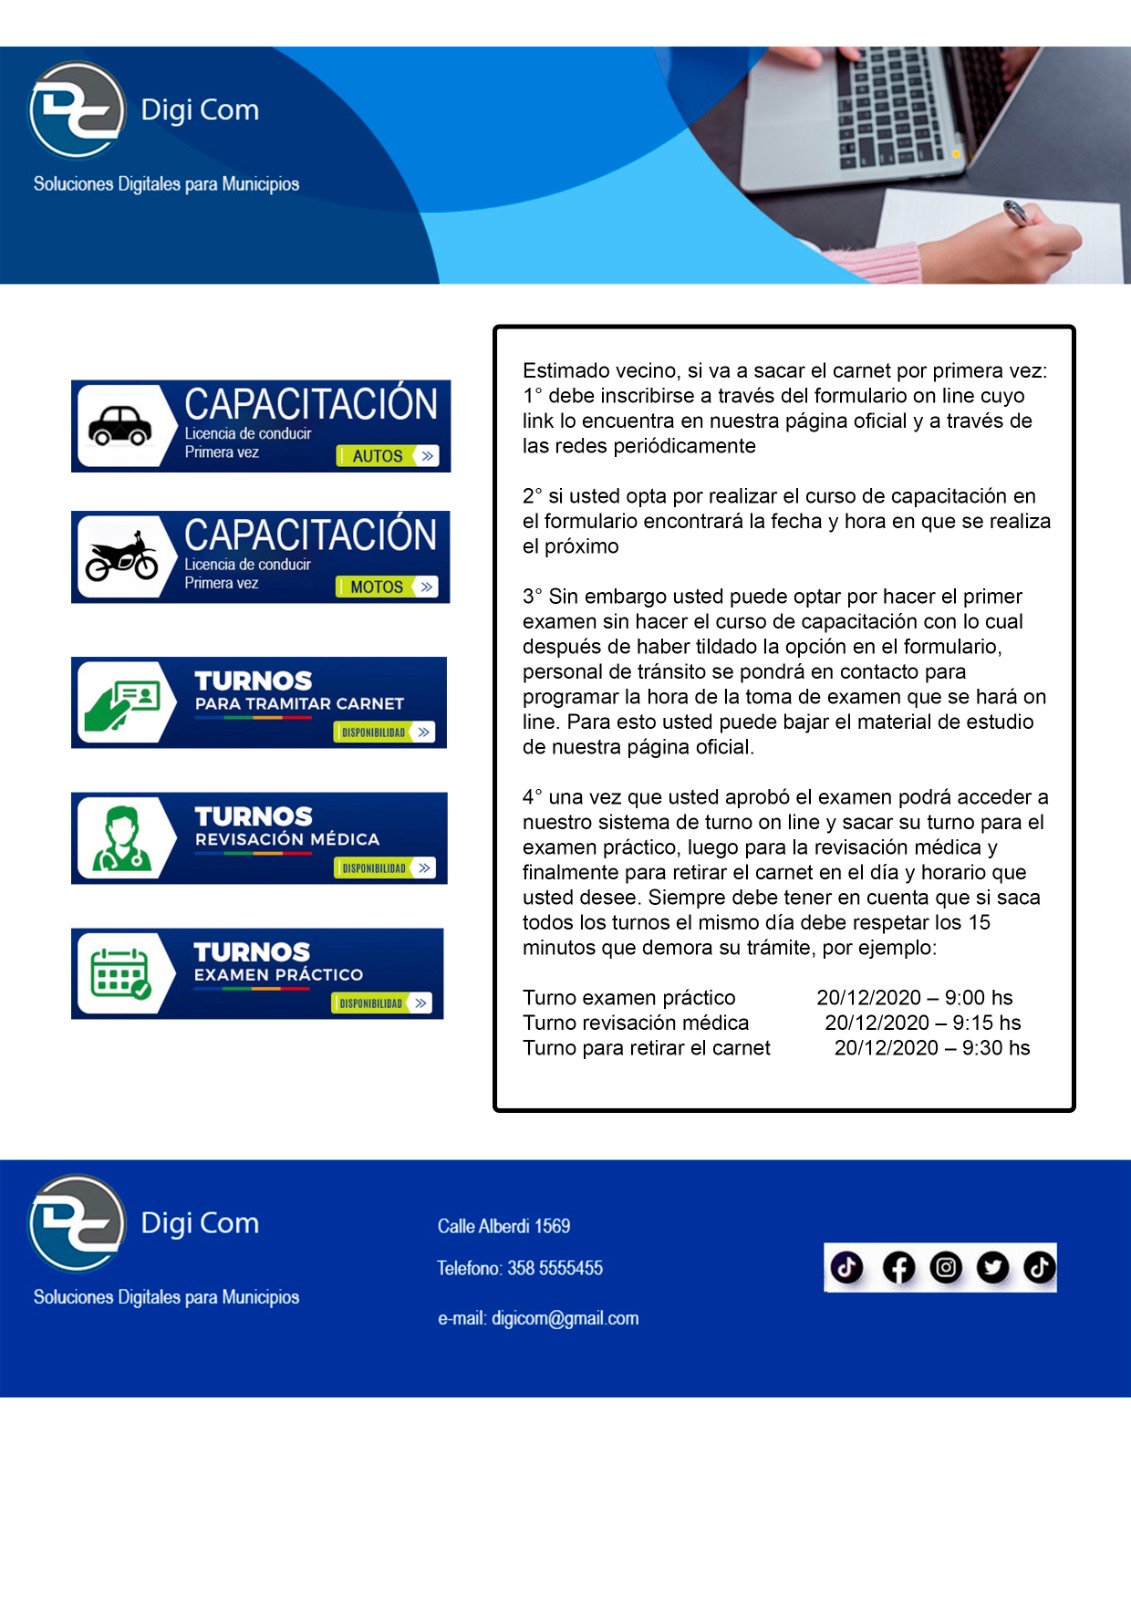 Digi Com
Soluciones Digitales para Municipios
CAPACITACIÓN
Licencia de conducir
Primera vez
AUTOS
CAPACITACIÓN
Licencia de conducir
Primera vez
MOTOS
TURNOS
PARA TRAMITAR CARNET
DISPONIBILIDAD
TURNOS
REVISACIÓN MÉDICA
DISPONIBILIDAD
TURNOS
EXAMEN PRÁCTICO
DISPONIBILIDAD
Estimado vecino, si va a sacar el carnet por primera vez:
1° debe inscribirse a través del formulario on line cuyo
link lo encuentra en nuestra página oficial y a través de
las redes periódicamente
2° si usted opta por realizar el curso de capacitación en
el formulario encontrará la fecha y hora en que se realiza
el próximo
3° Sin embargo usted puede optar por hacer el primer
examen sin hacer el curso de capacitación con lo cual
después de haber tildado la opción en el formulario,
personal de tránsito se pondrá en contacto para
programar la hora de la toma de examen que se hará on
line. Para esto usted puede bajar el material de estudio
de nuestra página oficial.
4° una vez que usted aprobó el examen podrá acceder a
nuestro sistema de turno on line y sacar su turno para el
examen práctico, luego para la revisación médica y
finalmente para retirar el carnet en el día y horario que
usted desee. Siempre debe tener en cuenta que si saca
todos los turnos el mismo día debe respetar los 15
minutos que demora su trámite, por ejemplo:
Turno examen práctico 20/12/2020 – 9:00 hs
Turno revisación médica 20/12/2020 – 9:15 hs
Turno para retirar el carnet 20/12/2020 – 9:30 hs
Digi Com
Soluciones Digitales para Municipios
Calle Alberdi 1569
Telefono: 358 5555455
e-mail: digicom@gmail.com